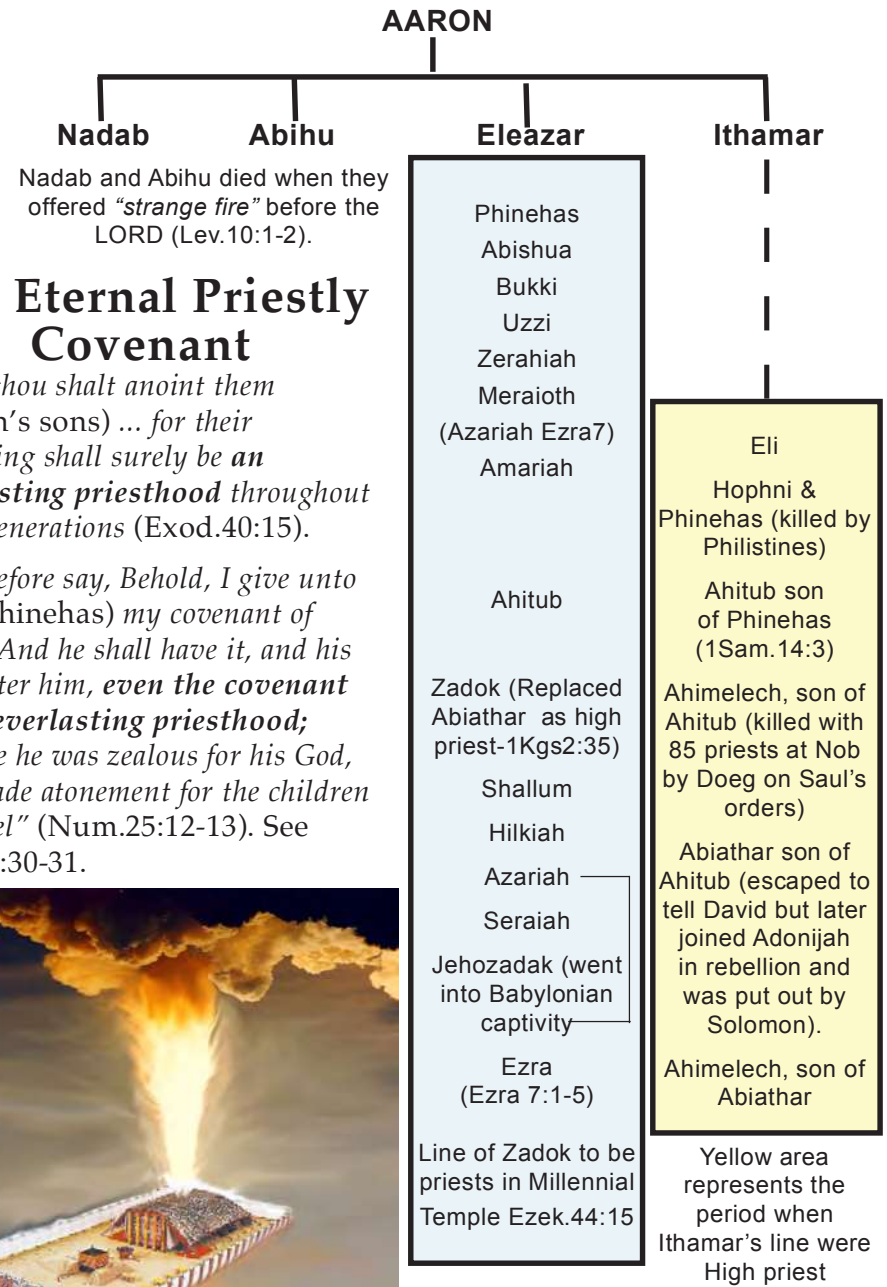 AARON
Nadab
Abihu
Eleazar
Ithamar
Nadab and Abihu died when they
offered “strange fire” before the
LORD (Lev.10:1-2).
Eternal Priestly
Covenant
thou shalt anoint them
n's sons) ... for their
ing shall surely be an
sting priesthood throughout
enerations (Exod.40:15).
efore say, Behold, I give unto
hinehas) my covenant of
And he shall have it, and his
ter him, even the covenant
everlasting priesthood;
e he was zealous for his God,
ade atonement for the children
el” (Num.25:12-13). See
:30-31.
Phinehas
Abishua
Bukki
Uzzi
Zerahiah
Meraioth
(Azariah Ezra7)
Amariah
Ahitub
Zadok (Replaced
Abiathar as high
priest-1Kgs2:35)
Shallum
Hilkiah
Azariah
Seraiah
Jehozadak (went
into Babylonian
captivity
Ezra
(Ezra 7:1-5)
Line of Zadok to be
priests in Millennial
Temple Ezek.44:15
Eli
Hophni &
Phinehas (killed by
Philistines)
Ahitub son
of Phinehas
(1Sam.14:3)
Ahimelech, son of
Ahitub (killed with
85 priests at Nob
by Doeg on Saul’s
orders)
Abiathar son of
Ahitub (escaped to
tell David but later
joined Adonijah
in rebellion and
was put out by
Solomon).
Ahimelech, son of
Abiathar
Yellow area
represents the
period when
Ithamar’s line were
High priest